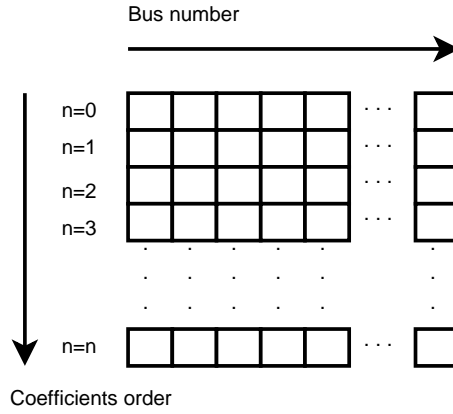 Bus number
n=0
. . .
n=1
. . .
n=2
. . .
n=3
. . .
. . . . . .
. . . . . .
. . . . . .
n=n
. . .
Coefficients order